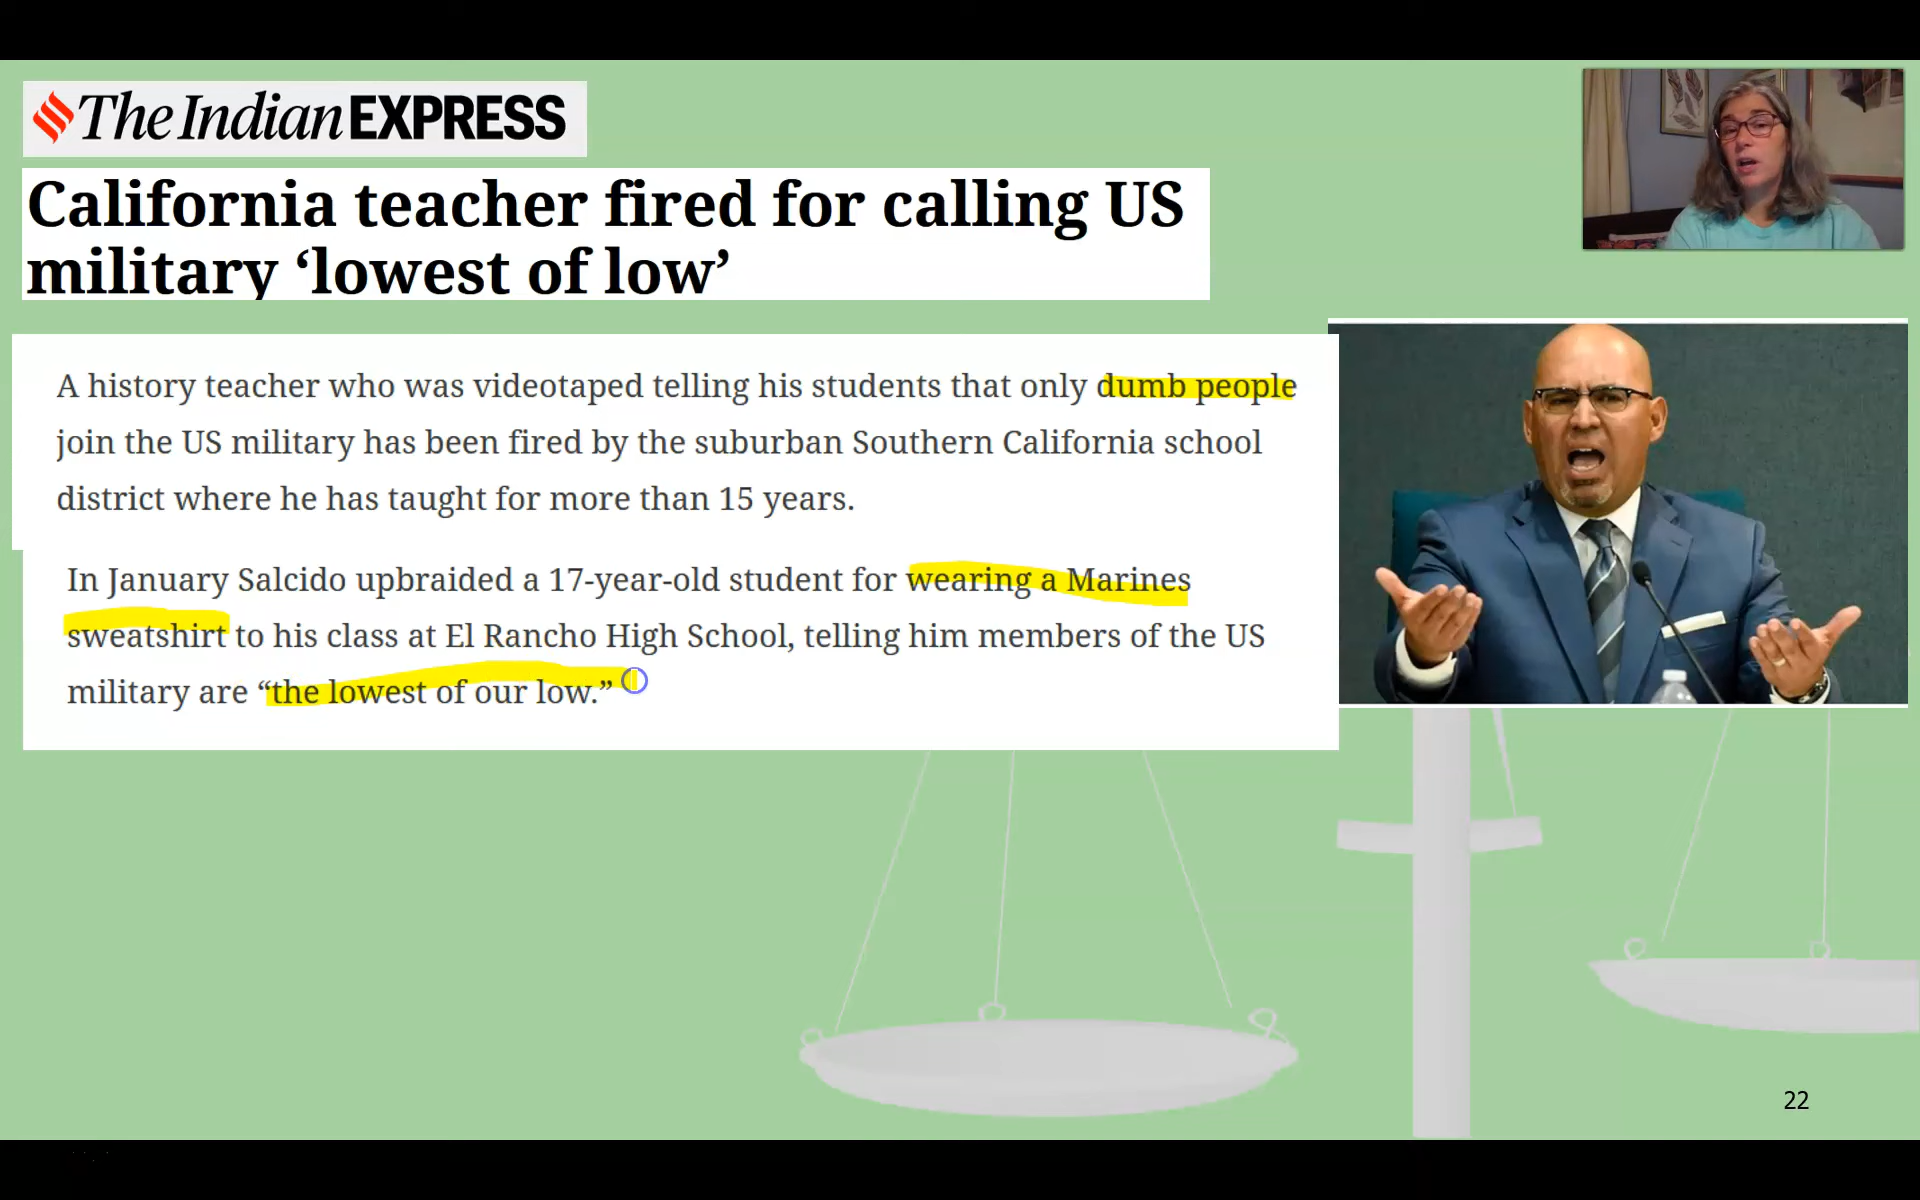 The Indian EXPRESS
California teacher fired for calling US
military ‘lowest of low’
A history teacher who was videotaped telling his students that only dumb people
join the US military has been fired by the suburban Southern California school
district where he has taught for more than 15 years.
In January Salcido upbraided a 17-year-old student for wearing a Marines
sweatshirt to his class at El Rancho High School, telling him members of the US
military are “the lowest of our low.”
22